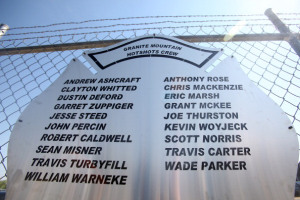 GRANITE MOUNTAIN
HOTSHOTS CREW
ANDREW ASHCRAFT
CLAYTON WHITTED
DUSTIN DEFORD
GARRET ZUPPIGER
JESSE STEED
JOHN PERCIN
ROBERT CALDWELL
SEAN MISNER
TRAVIS TURBYFILL
WILLIAM WARNEKE
ANTHONY ROSE
CHRIS MACKENZIE
ERIC MARSH
GRANT MCKEE
JOE THURSTON
KEVIN WOYJECK
SCOTT NORRIS
TRAVIS CARTER
WADE PARKER